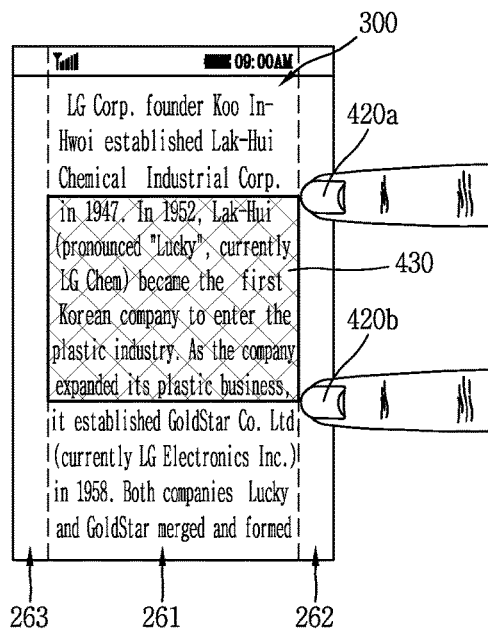 300
09:00AM
420a
LG Corp. founder Koo In-
Hwoi established Lak-Hui
Chemical Industrial Corp.
in 1947. In 1952, Lak-Hui
(pronounced "Lucky", currently
430
LG Chem) became the first
Korean company to enter the
420b
plastic industry. As the company
expanded its plastic business,
it established GoldStar Co. Ltd
(currently LG Electronics Inc.)
in 1958. Both companies Lucky
and GoldStar merged and formed
263
261
262